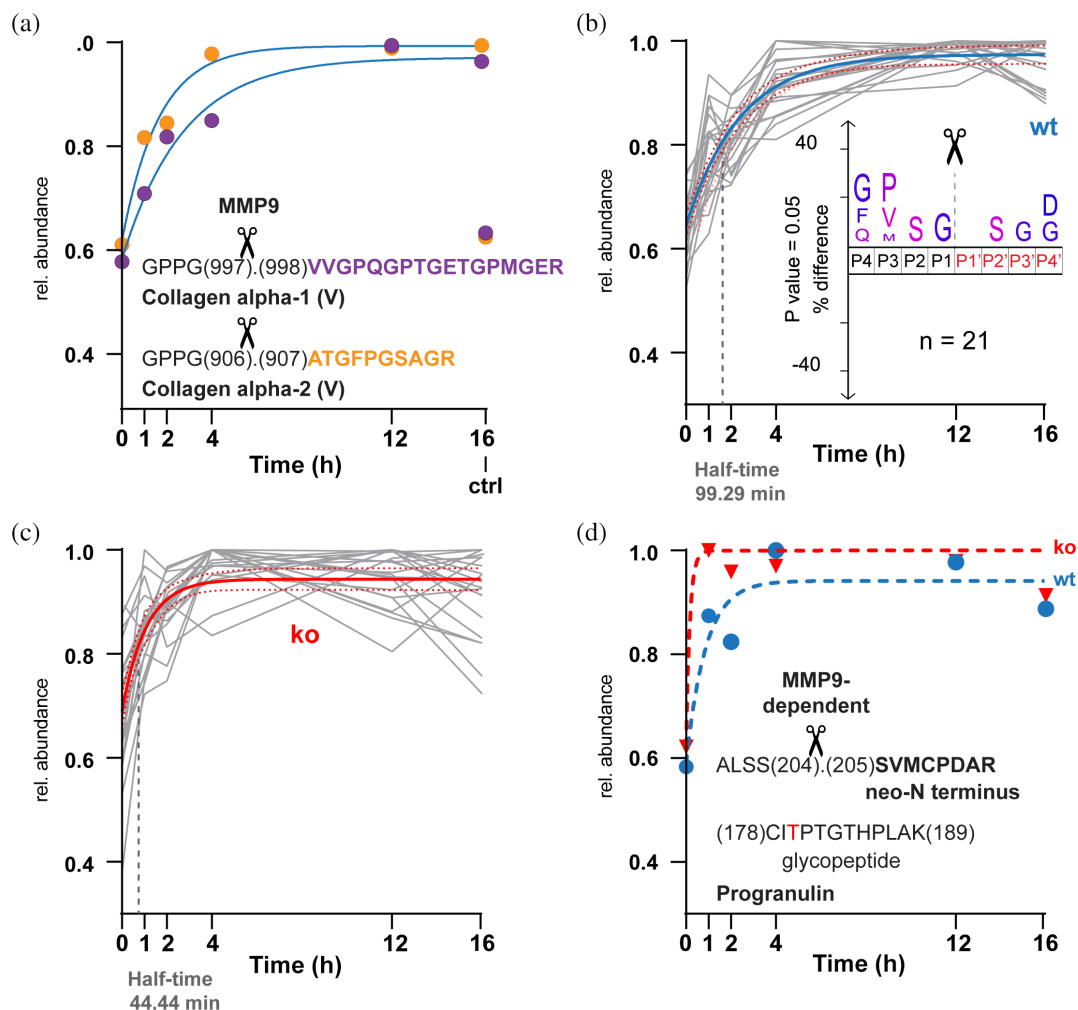 (a)
.0
0.8
0.6
0.4
rel. abundance
MMP9
GPPG(997).(998)VVGPQGPTGETGPMGER
Collagen alpha-1 (V)
GPPG(906).(907)ATGFPGSAGR
Collagen alpha-2 (V)
0 1 2 4 12 16
Time (h)
ctrl
(b)
1.0
0.8
0.6
0.4
rel. abundance
wt
40
-40
P value = 0.05
% difference
G P
F V D
Q M S G S G G
P4 P3 P2 P1 P1' P2' P3' P4'
n = 21
0 1 2 4 12 16
Time (h)
Half-time
99.29 min
(c)
1.0
0.8
0.6
0.4
rel. abundance
ko
0 1 2 4 12 16
Time (h)
Half-time
44.44 min
(d)
1.0
0.8
0.6
0.4
rel. abundance
ko
wt
MMP9-
dependent
ALSS(204).(205)SVMCPDAR
neo-N terminus
(178)CITPTGTHPLAK(189)
glycopeptide
Progranulin
0 1 2 4 12 16
Time (h)